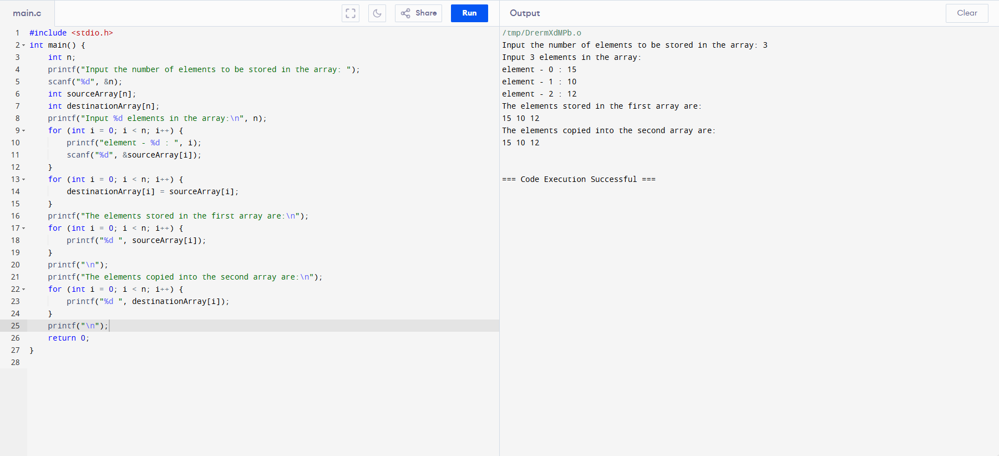 main.c
Share
Run
Output
Clear
1 #include <stdio.h>
2 int main() {
3     int n;
4     printf("Input the number of elements to be stored in the array: ");
5     scanf("%d", &n);
6     int sourceArray[n];
7     int destinationArray[n];
8     printf("Input %d elements in the array:\n", n);
9     for (int i = 0; i < n; i++) {
10         printf("element - %d : ", i);
11         scanf("%d", &sourceArray[i]);
12     }
13     for (int i = 0; i < n; i++) {
14         destinationArray[i] = sourceArray[i];
15     }
16     printf("The elements stored in the first array are:\n");
17     for (int i = 0; i < n; i++) {
18         printf("%d ", sourceArray[i]);
19     }
20     printf("\n");
21     printf("The elements copied into the second array are:\n");
22     for (int i = 0; i < n; i++) {
23         printf("%d ", destinationArray[i]);
24     }
25     printf("\n");
26     return 0;
27 }
28
/tmp/DrermXdMPb.o
Input the number of elements to be stored in the array: 3
Input 3 elements in the array:
element - 0 : 15
element - 1 : 10
element - 2 : 12
The elements stored in the first array are:
15 10 12
The elements copied into the second array are:
15 10 12
=== Code Execution Successful ===